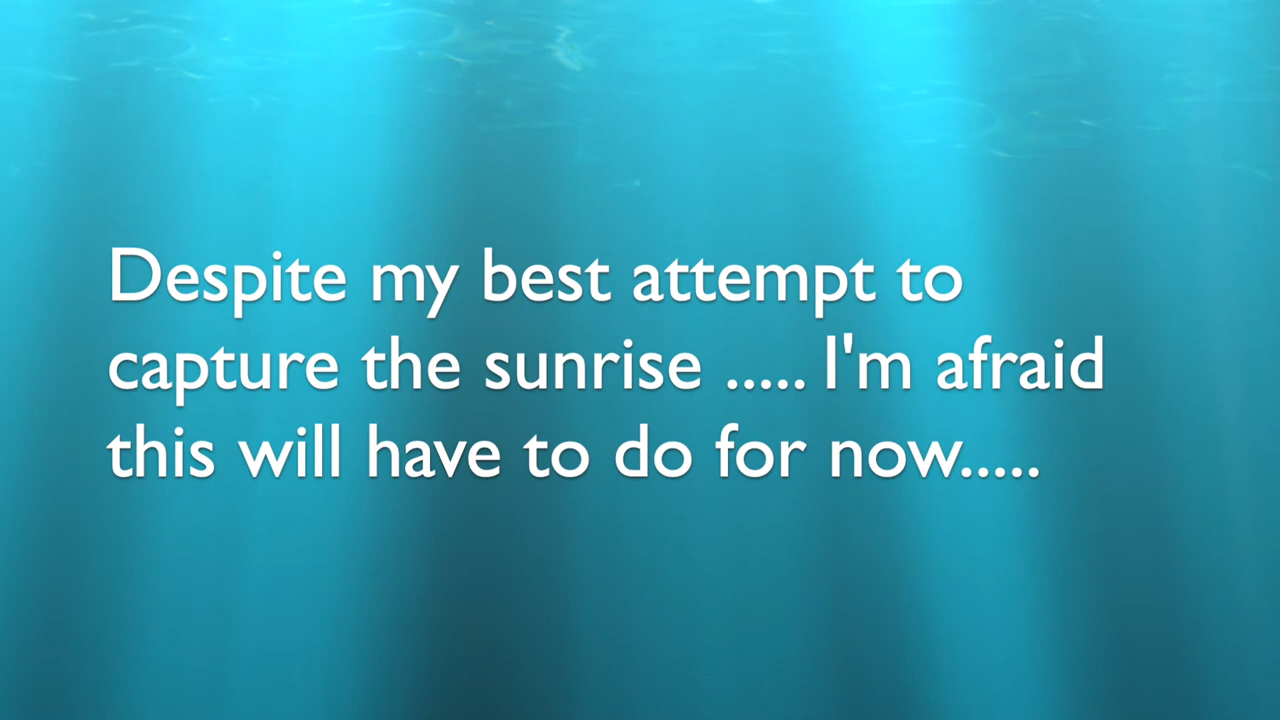 Despite my best attempt to
capture the sunrise ..... I'm afraid
this will have to do for now.....